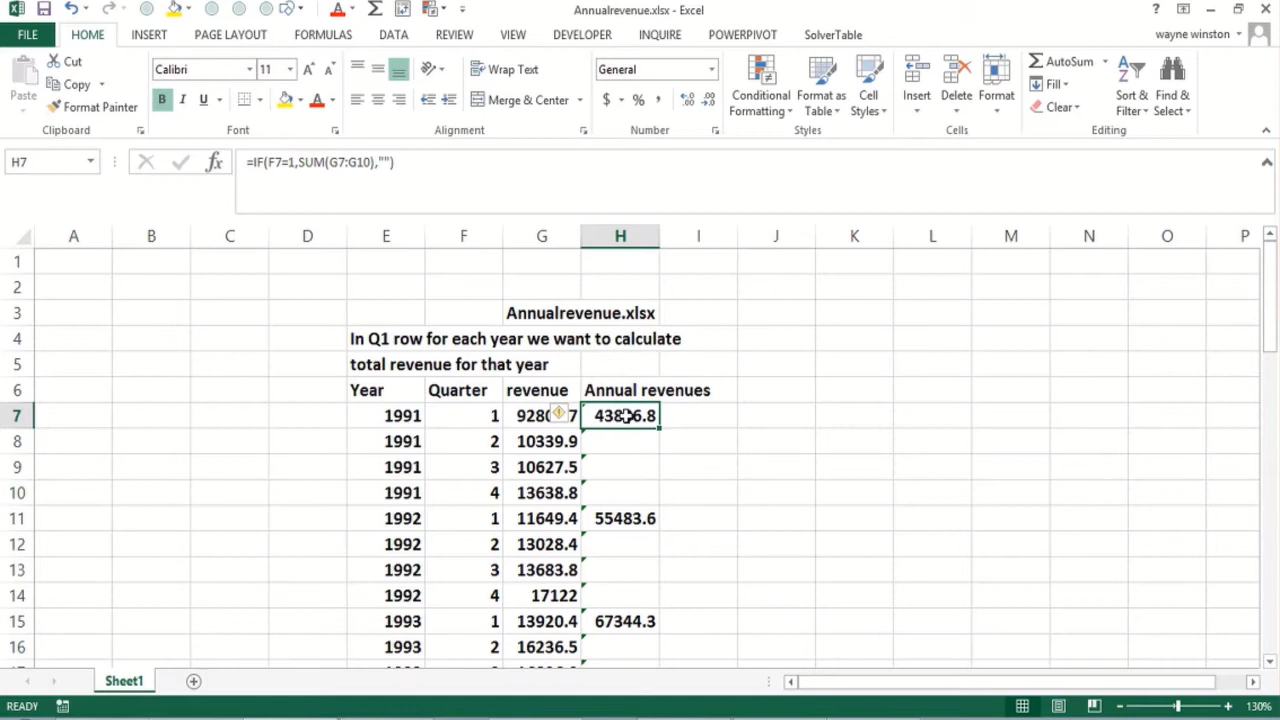 Annualrevenue.xlsx - Excel
FILE HOME INSERT PAGE LAYOUT FORMULAS DATA REVIEW VIEW DEVELOPER INQUIRE POWERPIVOT SolverTable wayne winston
Cut
Copy
Format Painter
Paste
Clipboard
Calibri 11
B I U
Font
Wrap Text
Merge & Center
Alignment
General
$ % ,
Number
Conditional Formatting
Format as Table
Cell Styles
Styles
Insert Delete Format
Cells
AutoSum
Fill
Clear
Sort & Filter
Find & Select
Editing
H7 fx =IF(F7=1,SUM(G7:G10),"")
A B C D E F G H I J K L M N O P
1
2
3 Annualrevenue.xlsx
4 In Q1 row for each year we want to calculate
5 total revenue for that year
6 Year Quarter revenue Annual revenues
7 1991 1
8 1991 2 10339.9
9 1991 3 10627.5
10 1991 4 13638.8
11 1992 1 11649.4 55483.6
12 1992 2 13028.4
13 1992 3 13683.8
14 1992 4 17122
15 1993 1 13920.4 67344.3
16 1993 2 16236.5
Sheet1
READY 130%